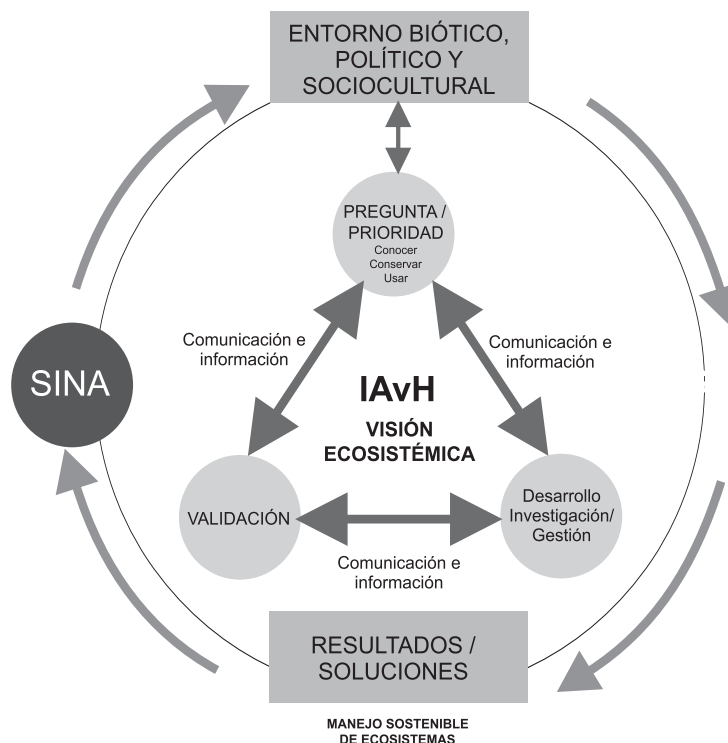 ENTORNO BIÓTICO,
POLÍTICO Y
SOCIOCULTURAL
PREGUNTA /
PRIORIDAD
Conocer
Conservar
Usar
Comunicación e
información
Comunicación e
información
SINA
IAvH
VISIÓN
ECOSISTÉMICA
VALIDACIÓN
Desarrollo
Investigación/
Gestión
Comunicación e
información
RESULTADOS /
SOLUCIONES
MANEJO SOSTENIBLE
DE ECOSISTEMAS